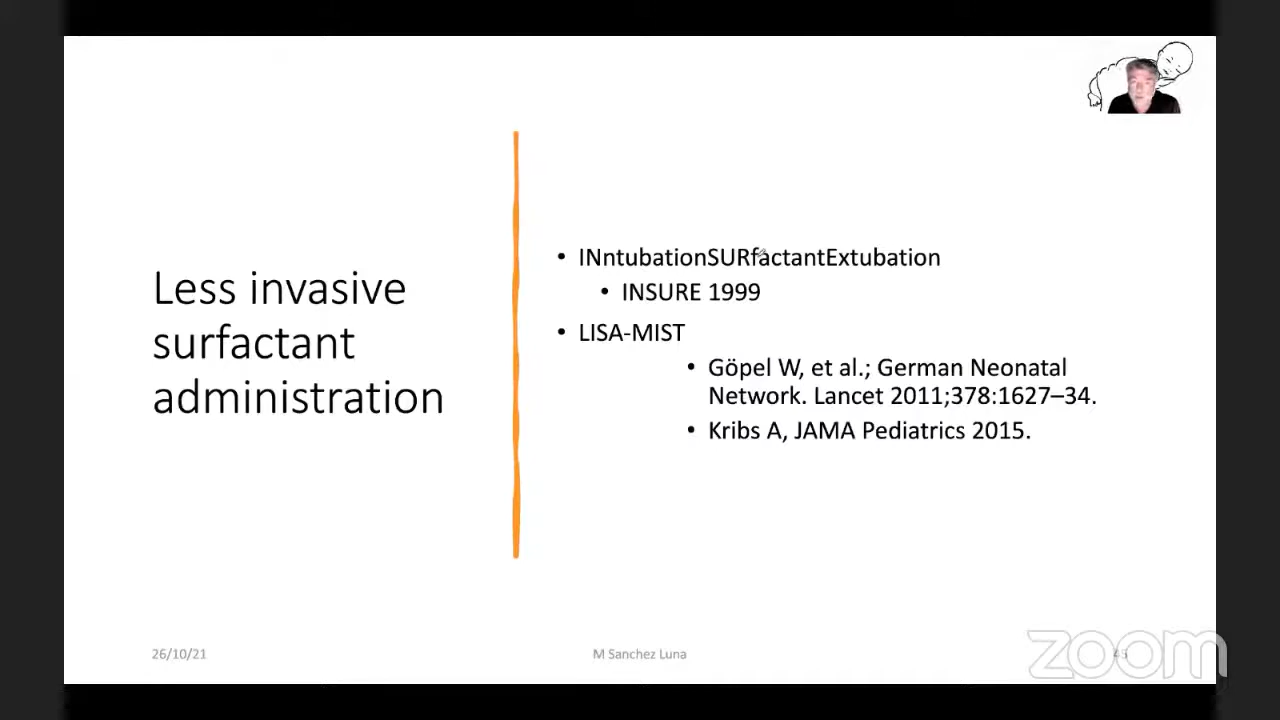 Less invasive
surfactant
administration
• INntubationSURfactantExtubation
• INSURE 1999
• LISA-MIST
• Göpel W, et al.; German Neonatal
Network. Lancet 2011;378:1627–34.
• Kribs A, JAMA Pediatrics 2015.
26/10/21
M Sanchez Luna
zoom